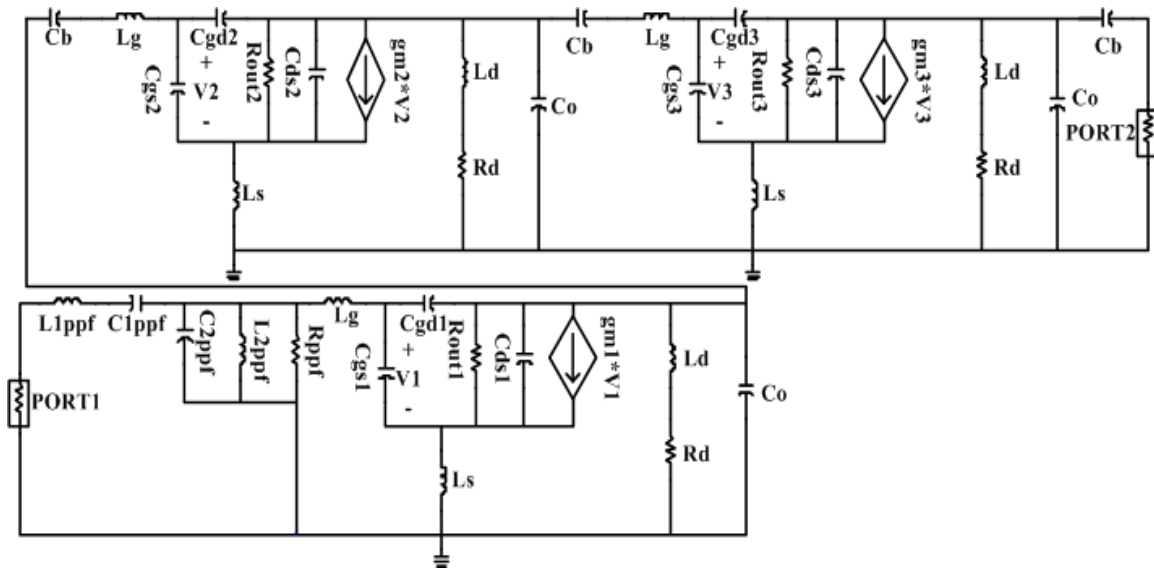 Cb
Lg
Cgd2
Cgs2
+
V2
-
Rout2
Cds2
gm2*V2
Ls
Ld
Rd
Co
Cb
Lg
Cgd3
Cgs3
+
V3
-
Rout3
Cds3
gm3*V3
Ls
Ld
Rd
Co
Cb
PORT2
L1ppf
C1ppf
C2ppf
L2ppf
Rppf
Lg
Cgd1
Cgs1
+
V1
-
Rout1
Cds1
gm1*V1
Ls
Ld
Rd
Co
PORT1